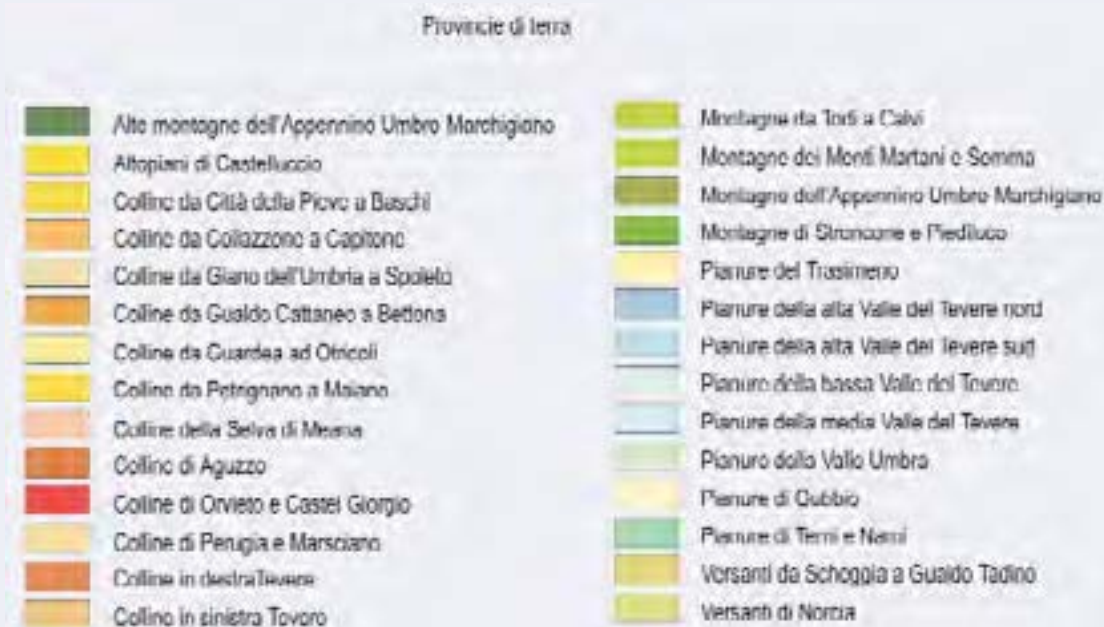 Provincie di terra
Alte montagne dell'Appennino Umbro Marchigiano
Altopiani di Castelluccio
Colline da Città della Pieve a Baschi
Colline da Collazzone a Capitone
Colline da Giano dell'Umbria a Spoleto
Colline da Gualdo Cattaneo a Bettona
Colline da Guardea ad Otricoli
Colline da Petrignano a Maiano
Colline della Selva di Meana
Colline di Aguzzo
Colline di Orvieto e Castel Giorgio
Colline di Perugia e Marsciano
Colline in destraTevere
Colline in sinistra Tevere
Montagne da Todi a Calvi
Montagne dei Monti Martani e Somma
Montagne dell'Appennino Umbro Marchigiano
Montagne di Stroncone e Piediluco
Pianure del Trasimeno
Pianure della alta Valle del Tevere nord
Pianure della alta Valle del Tevere sud
Pianure della bassa Valle del Tevere
Pianure della media Valle del Tevere
Pianure della Valle Umbra
Pianure di Gubbio
Pianure di Terni e Narni
Versanti da Scheggia a Gualdo Tadino
Versanti di Norcia